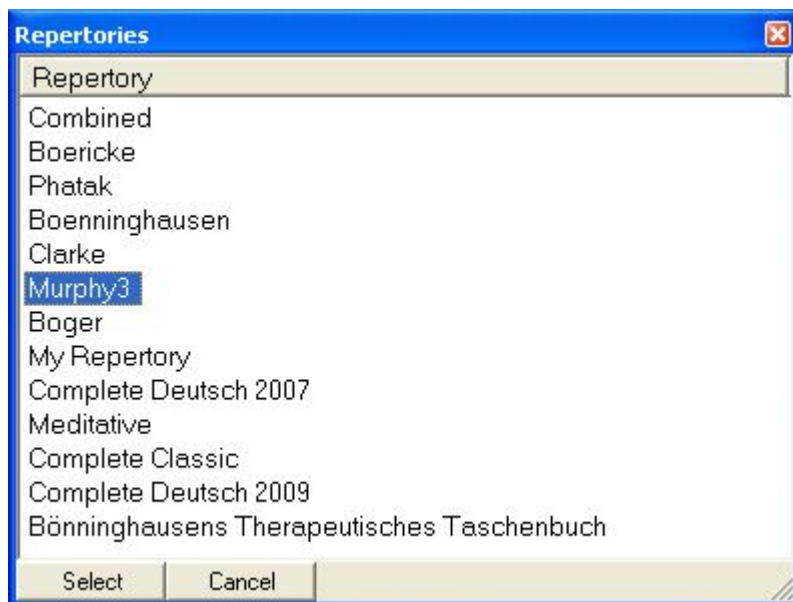 Repertories
Repertory
Combined
Boericke
Phatak
Boenninghausen
Clarke
Murphy3
Boger
My Repertory
Complete Deutsch 2007
Meditative
Complete Classic
Complete Deutsch 2009
Bönninghausens Therapeutisches Taschenbuch
Select Cancel